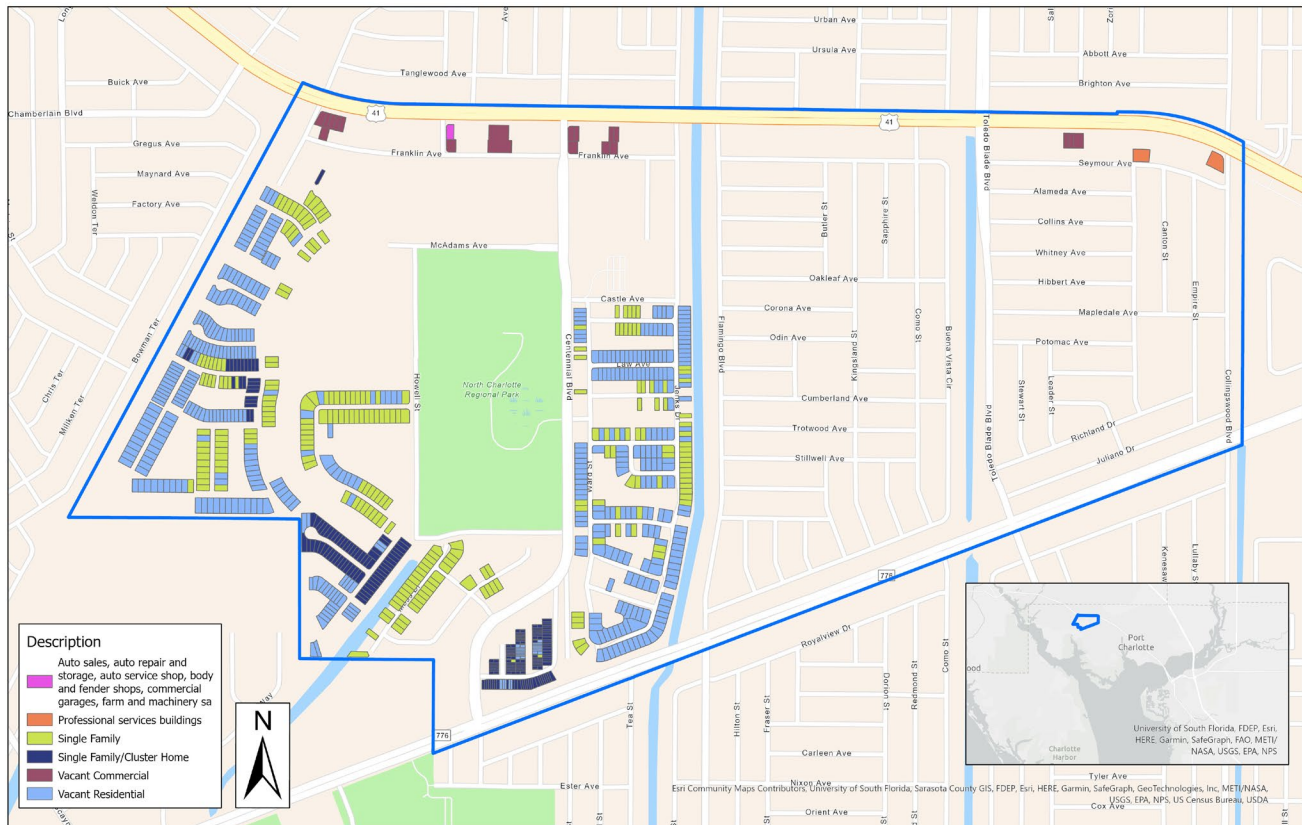 Urban Ave
Ursula Ave
Abbott Ave
Tanglewood Ave
Buick Ave
Brighton Ave
Chamberlain Blvd
41
41
Toledo Blade Blvd
Gregus Ave
Franklin Ave
Franklin Ave
Seymour Ave
Maynard Ave
Alameda Ave
Weldon Ter
Factory Ave
Butler St
Sapphire St
Collins Ave
Canton St
McAdams Ave
Whitney Ave
Oakleaf Ave
Hibbert Ave
Empire St
Castle Ave
Corona Ave
Mapledale Ave
Bowman Ter
Centennial Blvd
Flamingo Blvd
Odin Ave
Kingsland St
Como St
Buena Vista Cir
Potomac Ave
Law Ave
Chris Ter
Howell St
North Charlotte
Regional Park
Jenks Dr
Cumberland Ave
Stewart St
Leader St
Collingswood Blvd
Milliken Ter
Trotwood Ave
Toledo Blade Blvd
Richland Dr
Juliano Dr
Stillwell Ave
Ward St
776
Lullaby S
Kenesaw
Royalview Dr
Como St
Port
Charlotte
ood
University of South Florida, FDEP, Esri,
HERE, Garmin, SafeGraph, FAO, METI/
NASA, USGS, EPA, NPS
Charlotte
Harbor
Description
Auto sales, auto repair and
storage, auto service shop, body
and fender shops, commercial
garages, farm and machinery sa
Professional services buildings
Single Family
Single Family/Cluster Home
Vacant Commercial
Vacant Residential
N
Way
776
Tea St
Hilton St
Fraser St
Dorion St
Redmond St
Carleen Ave
Ester Ave
Nixon Ave
Tyler Ave
Esri Community Maps Contributors, University of South Florida, Sarasota County GIS, FDEP, Esri, HERE, Garmin, SafeGraph, GeoTechnologies, Inc, METI/NASA,
USGS, EPA, NPS, US Census Bureau, USDA
Orient Ave
Cox Ave